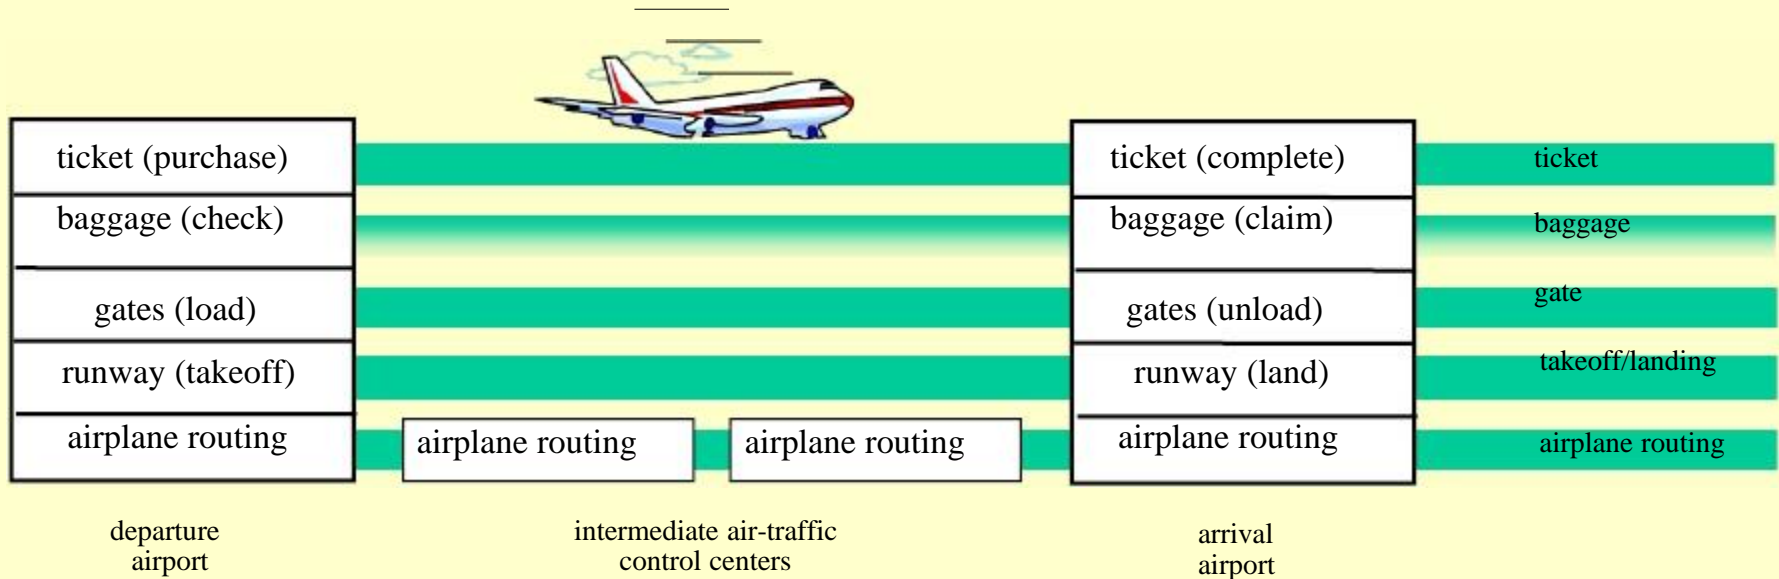 ticket (purchase)
ticket (complete)
ticket
baggage (check)
baggage (claim)
baggage
gates (load)
gates (unload)
gate
runway (takeoff)
runway (land)
takeoff/landing
airplane routing
airplane routing
airplane routing
airplane routing
airplane routing
departure
airport
intermediate air-traffic
control centers
arrival
airport